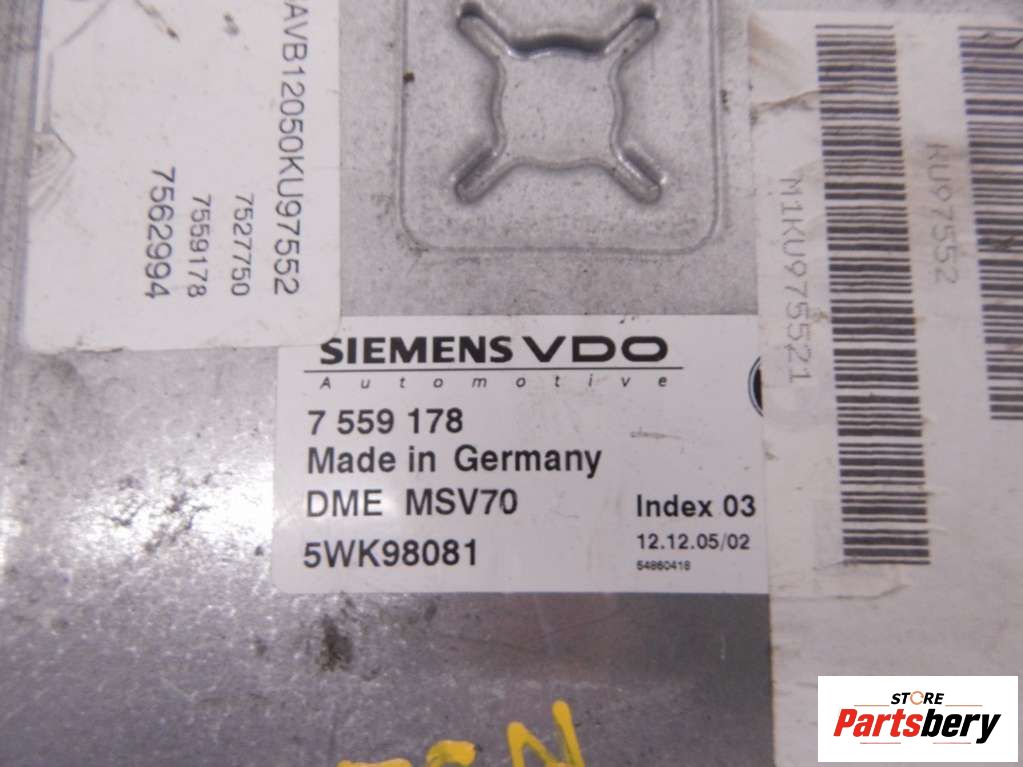 AVB12050KU97552
7527750
7559178
7562994
SIEMENS VDO
Automotive
7 559 178
Made in Germany
DME MSV70
Index 03
5WK98081
12.12.05/02
54860418
M1KU975521
KU97552
STORE
Partsbery